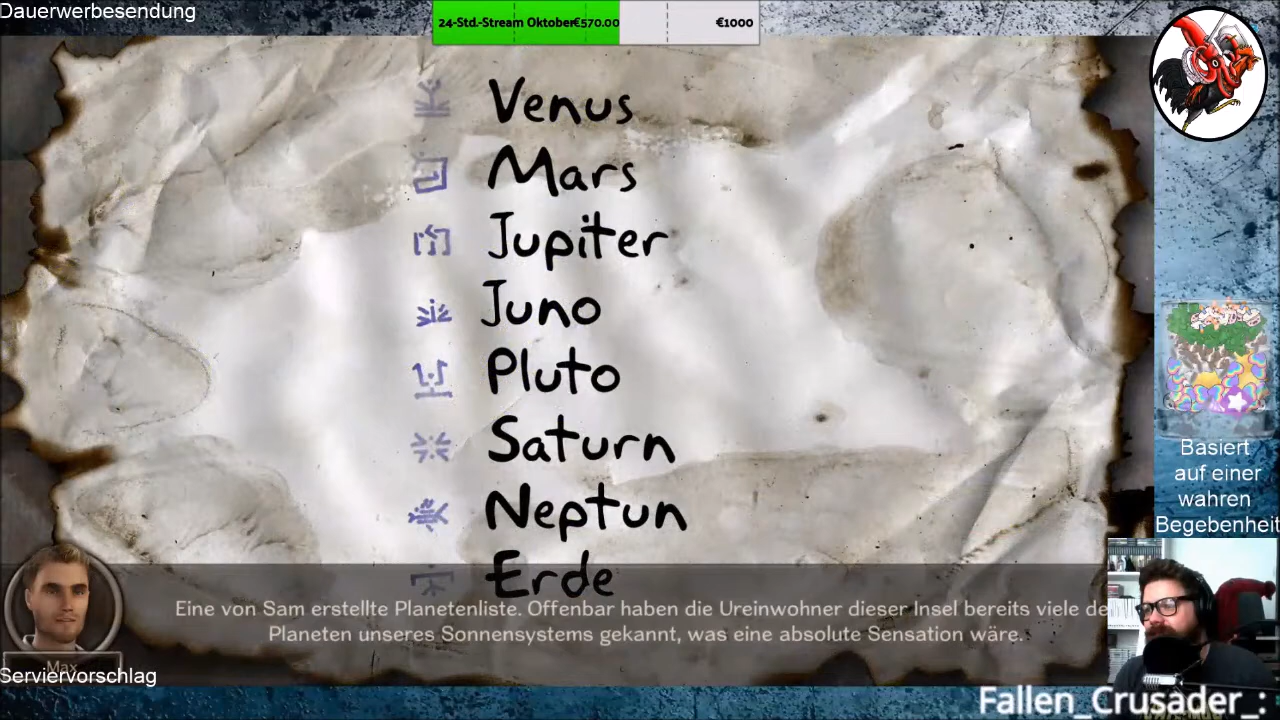 Dauerwerbesendung
24-Std.-Stream Oktober€570.00
€1000
Venus
Mars
Jupiter
Juno
Pluto
Saturn
Neptun
Erde
Basiert
auf einer
wahren
Begebenheit
Eine von Sam erstellte Planetenliste. Offenbar haben die Ureinwohner dieser Insel bereits viele de
Planeten unseres Sonnensystems gekannt, was eine absolute Sensation wäre.
Max
Serviervorschlag
Fallen_Crusader_: